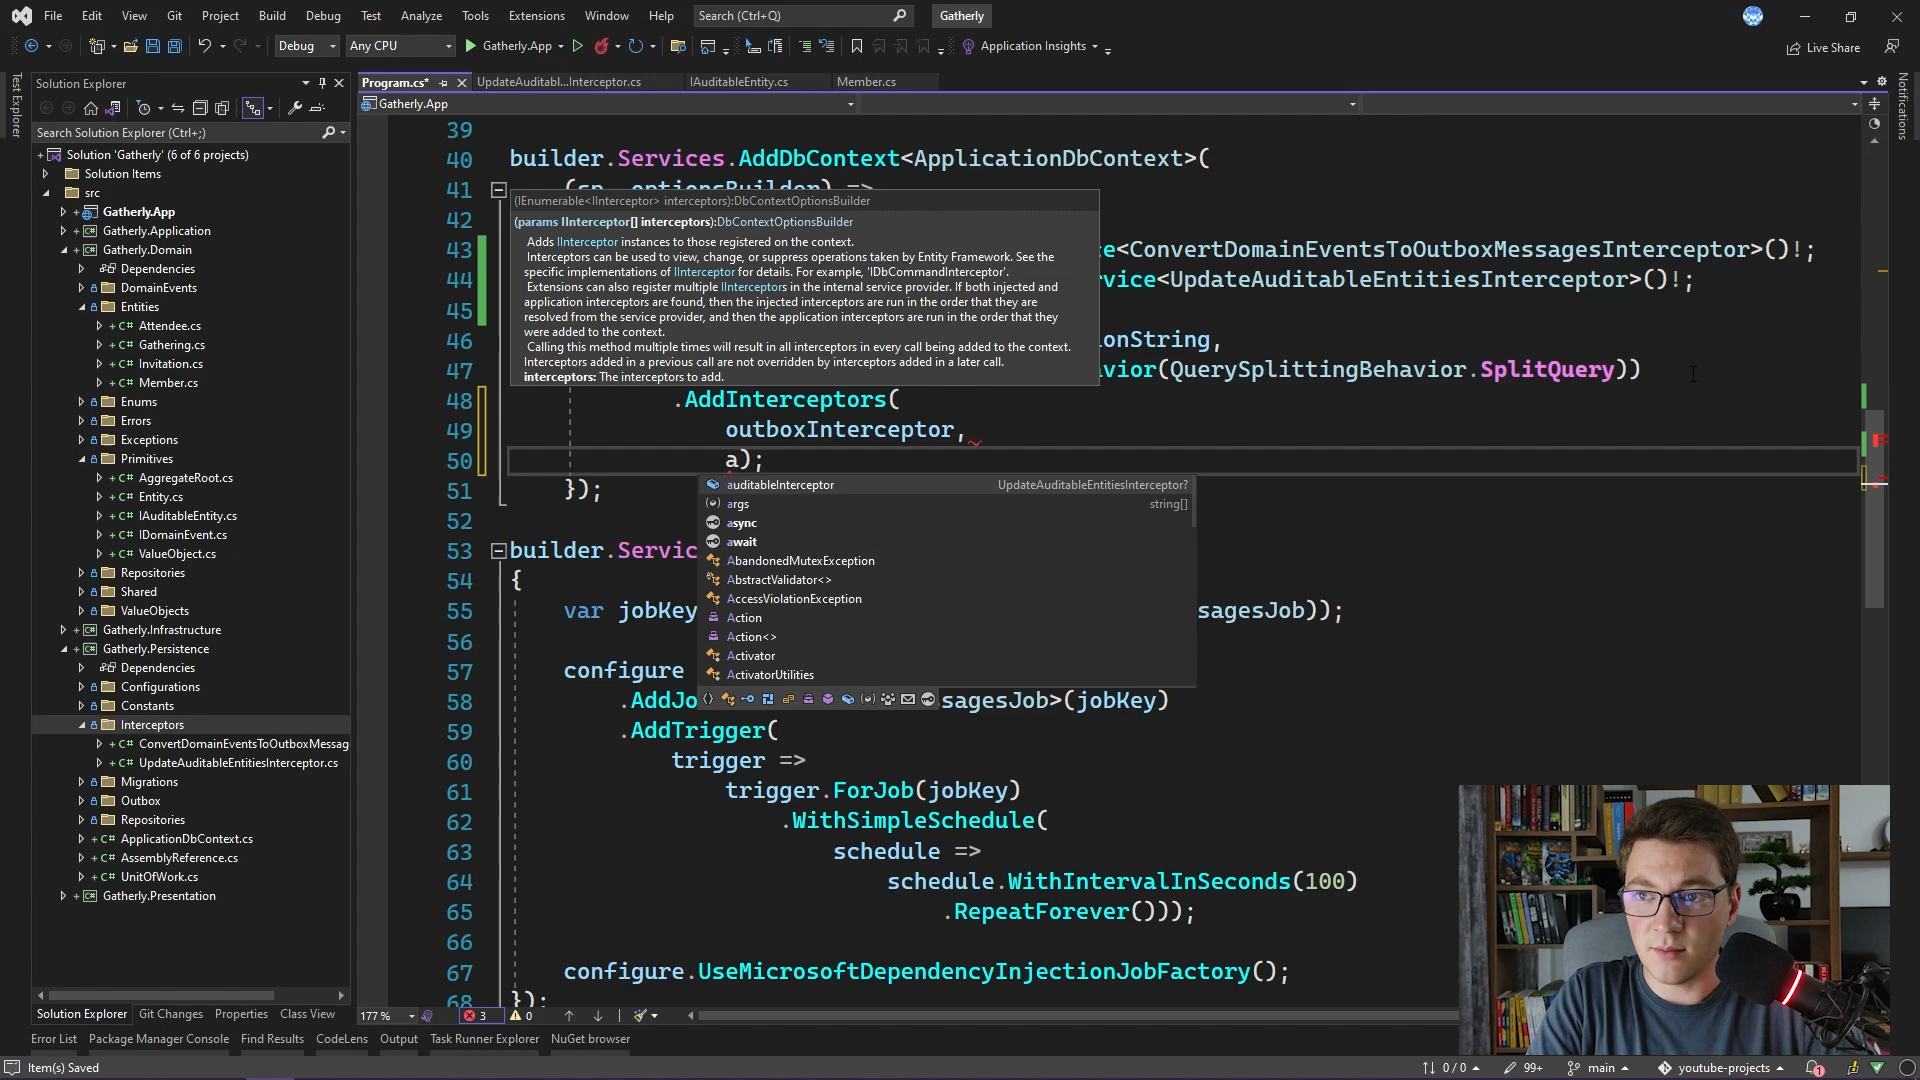 File Edit View Git Project Build Debug Test Analyze Tools Extensions Window Help Search (Ctrl+Q) Gatherly
Debug Any CPU Gatherly.App Application Insights Live Share
Test Explorer
Solution Explorer
Search Solution Explorer (Ctrl+;)
Solution 'Gatherly' (6 of 6 projects)
Solution Items
src
Gatherly.App
Gatherly.Application
Gatherly.Domain
Dependencies
DomainEvents
Entities
C# Attendee.cs
C# Gathering.cs
C# Invitation.cs
C# Member.cs
Enums
Errors
Exceptions
Primitives
C# AggregateRoot.cs
C# Entity.cs
C# IAuditableEntity.cs
C# IDomainEvent.cs
C# ValueObject.cs
Repositories
Shared
ValueObjects
Gatherly.Infrastructure
Gatherly.Persistence
Dependencies
Configurations
Constants
Interceptors
C# ConvertDomainEventsToOutboxMessag
C# UpdateAuditableEntitiesInterceptor.cs
Migrations
Outbox
Repositories
C# ApplicationDbContext.cs
C# AssemblyReference.cs
C# UnitOfWork.cs
Gatherly.Presentation
Solution Explorer Git Changes Properties Class View
Program.cs* UpdateAuditabl...Interceptor.cs IAuditableEntity.cs Member.cs
Gatherly.App
39
40 builder.Services.AddDbContext<ApplicationDbContext>(
41 (sp, optionsBuilder) =>
42
43 ce<ConvertDomainEventsToOutboxMessagesInterceptor>()!;
44 rvice<UpdateAuditableEntitiesInterceptor>()!;
45
46 onString,
47 avior(QuerySplittingBehavior.SplitQuery))
48 .AddInterceptors(
49 outboxInterceptor,
50 a);
51 });
52
53 builder.Servic
54 {
55 var jobKey sagesJob));
56
57 configure
58 .AddJo sagesJob>(jobKey)
59 .AddTrigger(
60 trigger =>
61 trigger.ForJob(jobKey)
62 .WithSimpleSchedule(
63 schedule =>
64 schedule.WithIntervalInSeconds(100)
65 .RepeatForever()));
66
67 configure.UseMicrosoftDependencyInjectionJobFactory();
68 });
(IEnumerable<IInterceptor> interceptors):DbContextOptionsBuilder
(params IInterceptor[] interceptors):DbContextOptionsBuilder
Adds IInterceptor instances to those registered on the context.
Interceptors can be used to view, change, or suppress operations taken by Entity Framework. See the
specific implementations of IInterceptor for details. For example, 'IDbCommandInterceptor'.
Extensions can also register multiple IInterceptors in the internal service provider. If both injected and
application interceptors are found, then the injected interceptors are run in the order that they are
resolved from the service provider, and then the application interceptors are run in the order that they
were added to the context.
Calling this method multiple times will result in all interceptors in every call being added to the context.
Interceptors added in a previous call are not overridden by interceptors added in a later call.
interceptors: The interceptors to add.
auditableInterceptor UpdateAuditableEntitiesInterceptor?
args string[]
async
await
AbandonedMutexException
AbstractValidator<>
AccessViolationException
Action
Action<>
Activator
ActivatorUtilities
177 % 3 0
Notifications
Error List Package Manager Console Find Results CodeLens Output Task Runner Explorer NuGet browser
Item(s) Saved 0 / 0 99+ main youtube-projects 1